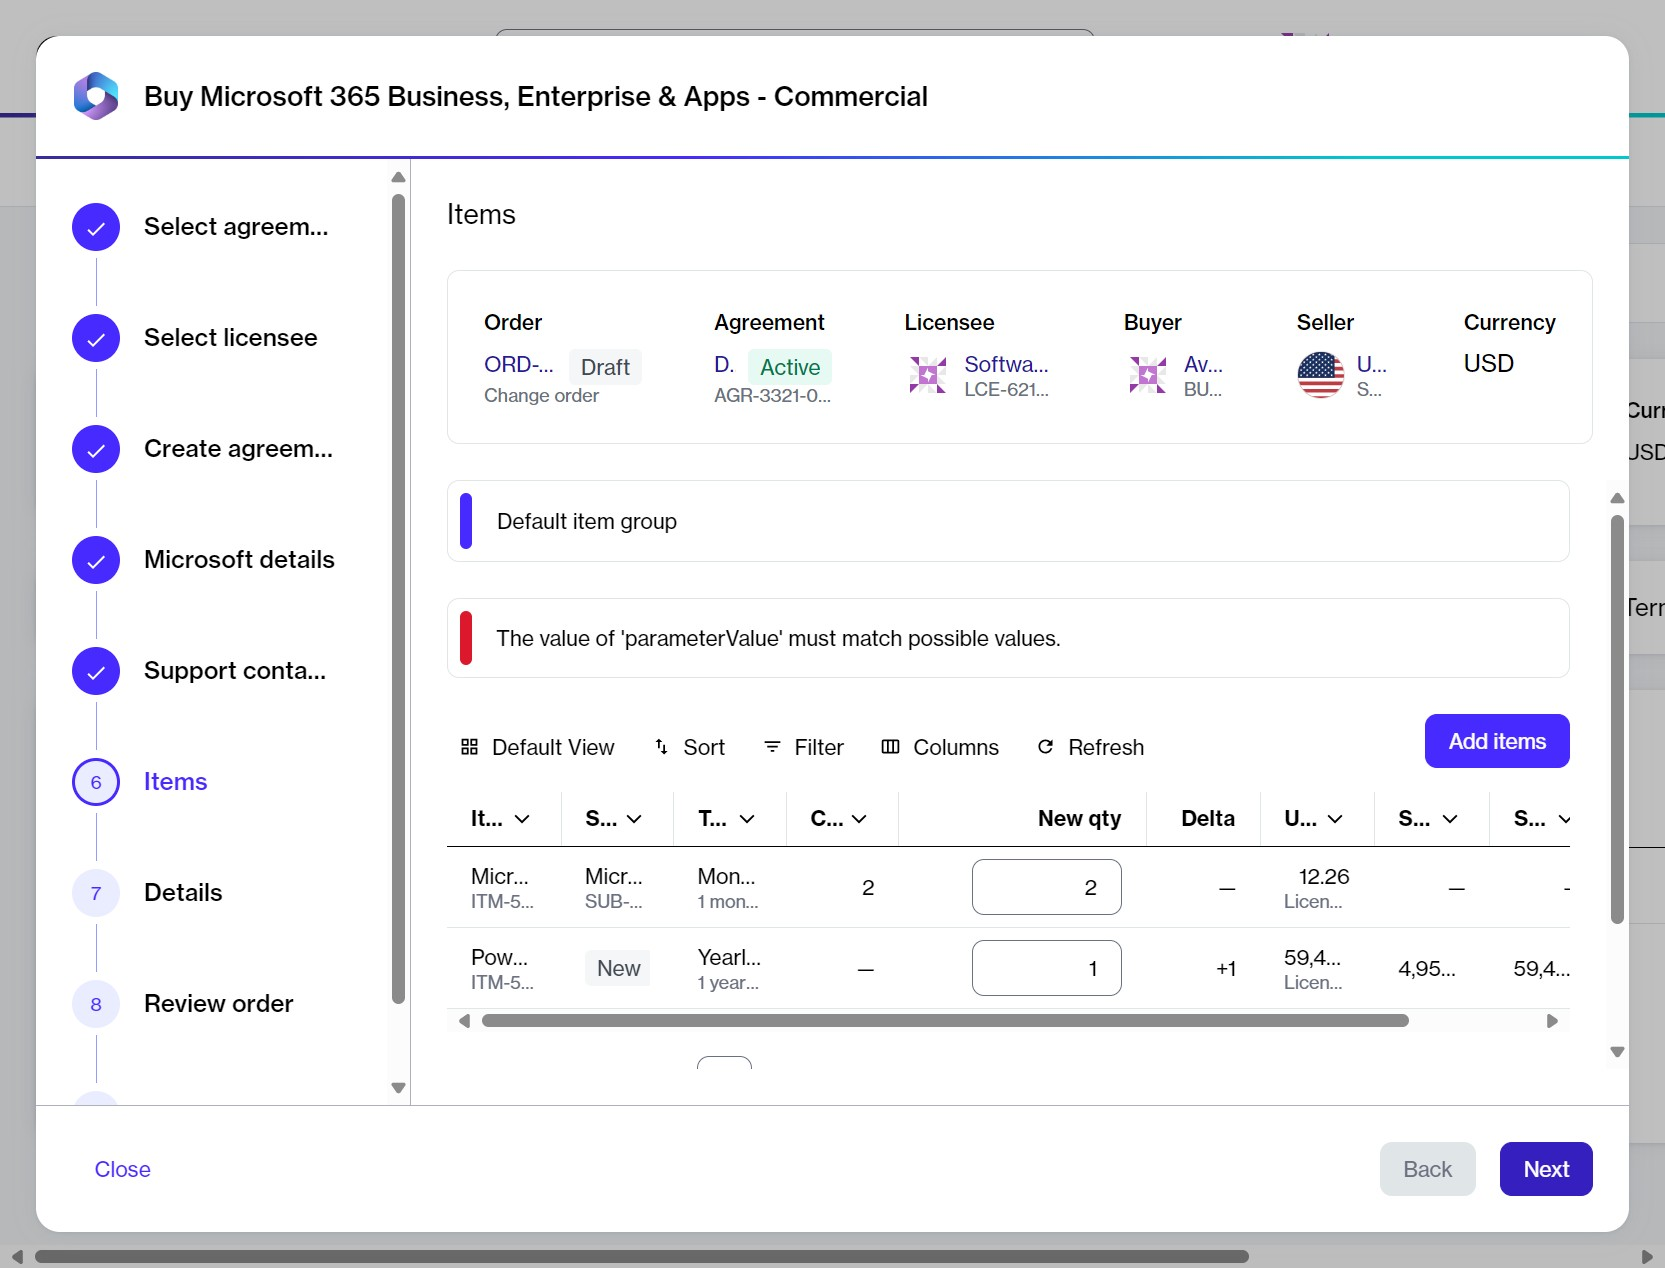 Buy Microsoft 365 Business, Enterprise & Apps - Commercial
Select agreem...
Select licensee
Create agreem...
Microsoft details
Support conta...
6 Items
7 Details
8 Review order
Items
Order Agreement Licensee Buyer Seller Currency
ORD-... Draft D. Active Softwa... Av... U... USD
Change order AGR-3321-0... LCE-621... BU... S...
Default item group
The value of 'parameterValue' must match possible values.
Default View Sort Filter Columns Refresh Add items
It... S... T... C... New qty Delta U... S... S...
Micr... Micr... Mon... 2 2 — 12.26 — -
ITM-5... SUB-... 1 mon... Licen...
Pow... New Yearl... — 1 +1 59,4... 4,95... 59,4...
ITM-5... 1 year... Licen...
Close Back Next
Curr
USD
Terr